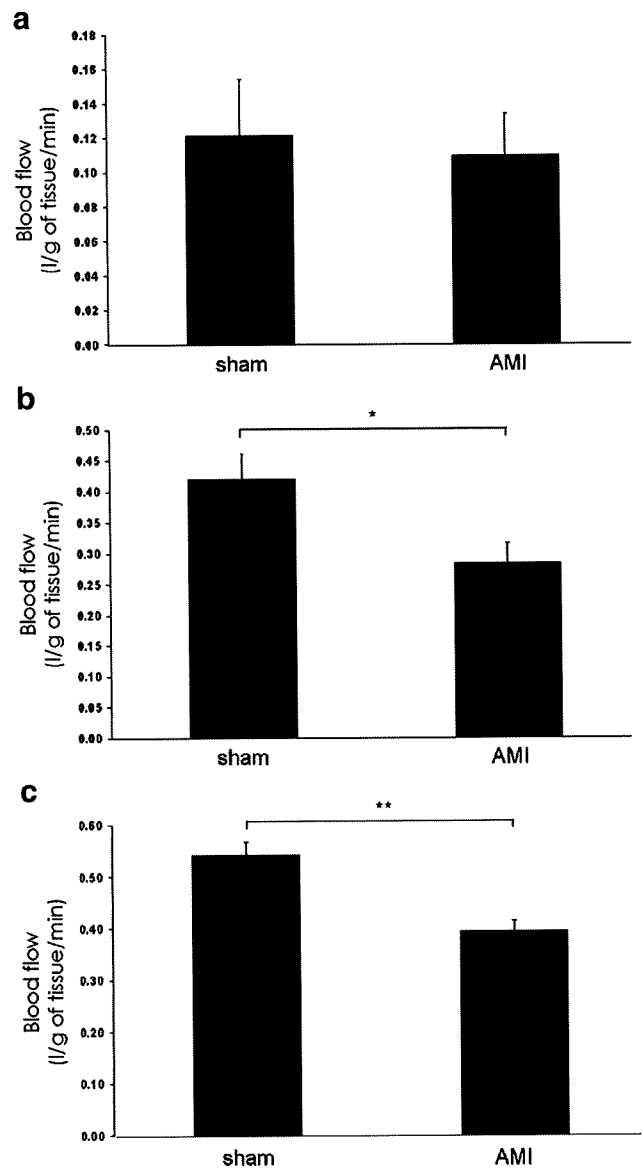 a
0.18
0.16
0.14
0.12
0.10
0.08
0.06
0.04
0.02
0.00
Blood flow
(l/g of tissue/min)
sham AMI
b
*
0.50
0.45
0.40
0.35
0.30
0.25
0.20
0.15
0.10
0.05
0.00
Blood flow
(l/g of tissue/min)
sham AMI
c
**
0.60
0.50
0.40
0.30
0.20
0.10
0.00
Blood flow
(l/g of tissue/min)
sham AMI